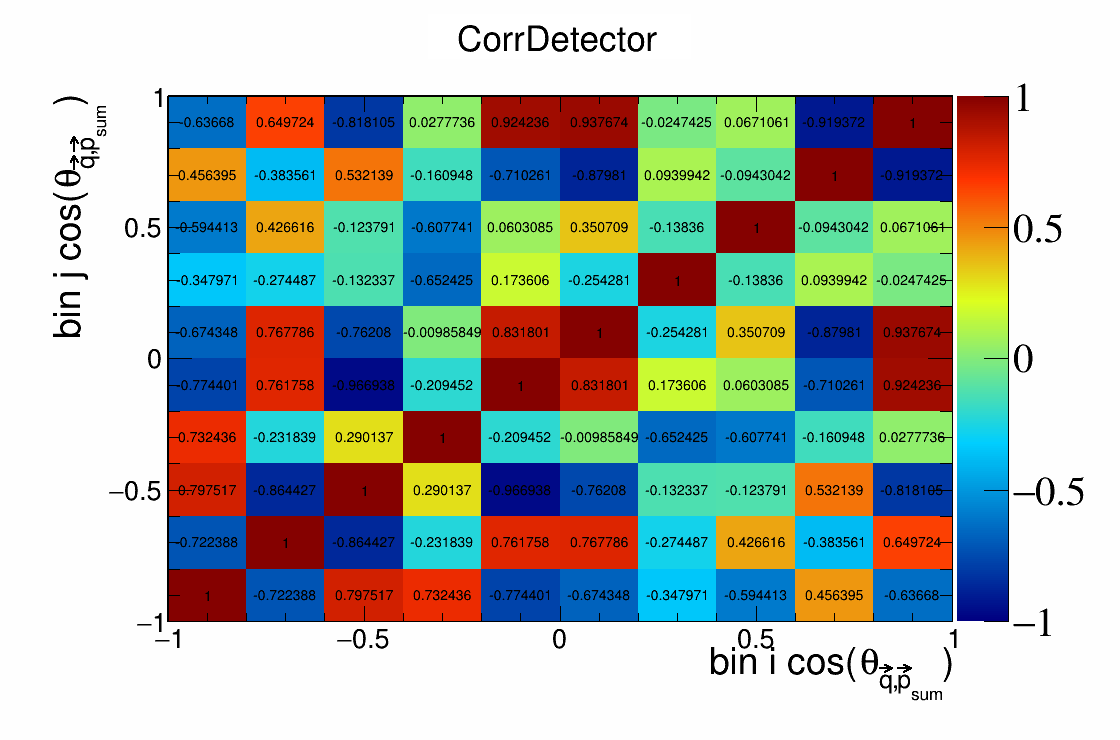 CorrDetector
bin j cos(θq⃗,p⃗sum)
1
0.5
0
−0.5
−1
-0.63668 0.649724 -0.818105 0.0277736 0.924236 0.937674 -0.0247425 0.0671061 -0.919372 1
0.456395 -0.383561 0.532139 -0.160948 -0.710261 -0.87981 0.0939942 -0.0943042 1 -0.919372
-0.594413 0.426616 -0.123791 -0.607741 0.0603085 0.350709 -0.13836 1 -0.0943042 0.0671061
-0.347971 -0.274487 -0.132337 -0.652425 0.173606 -0.254281 1 -0.13836 0.0939942 -0.0247425
-0.674348 0.767786 -0.76208 -0.00985849 0.831801 1 -0.254281 0.350709 -0.87981 0.937674
-0.774401 0.761758 -0.966938 -0.209452 1 0.831801 0.173606 0.0603085 -0.710261 0.924236
0.732436 -0.231839 0.290137 1 -0.209452 -0.00985849 -0.652425 -0.607741 -0.160948 0.0277736
0.797517 -0.864427 1 0.290137 -0.966938 -0.76208 -0.132337 -0.123791 0.532139 -0.818105
-0.722388 1 -0.864427 -0.231839 0.761758 0.767786 -0.274487 0.426616 -0.383561 0.649724
1 -0.722388 0.797517 0.732436 -0.774401 -0.674348 -0.347971 -0.594413 0.456395 -0.63668
−1 −0.5 0 0.5 1
bin i cos(θq⃗,p⃗sum)
1
0.5
0
−0.5
−1